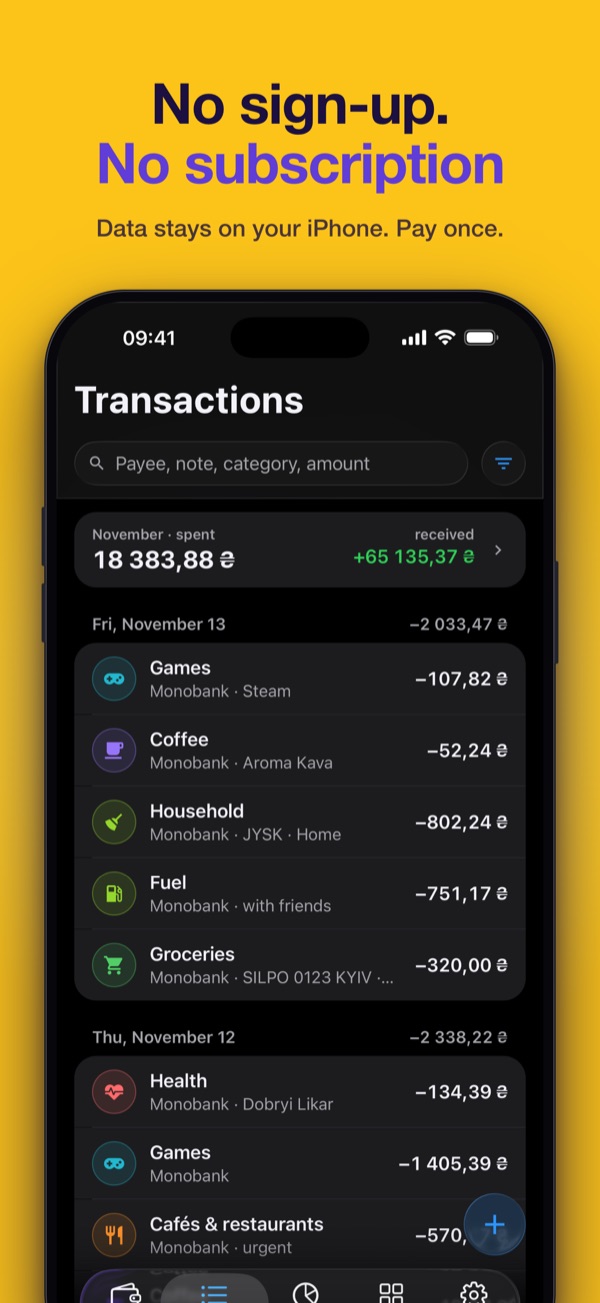 No sign-up.
No subscription
Data stays on your iPhone. Pay once.
09:41
Transactions
Payee, note, category, amount
November · spent
received
18 383,88 ₴
+65 135,37 ₴
Fri, November 13
−2 033,47 ₴
Games
Monobank · Steam
−107,82 ₴
Coffee
Monobank · Aroma Kava
−52,24 ₴
Household
Monobank · JYSK · Home
−802,24 ₴
Fuel
Monobank · with friends
−751,17 ₴
Groceries
Monobank · SILPO 0123 KYIV ·...
−320,00 ₴
Thu, November 12
−2 338,22 ₴
Health
Monobank · Dobryi Likar
−134,39 ₴
Games
Monobank
−1 405,39 ₴
Cafés & restaurants
Monobank · urgent
−570,